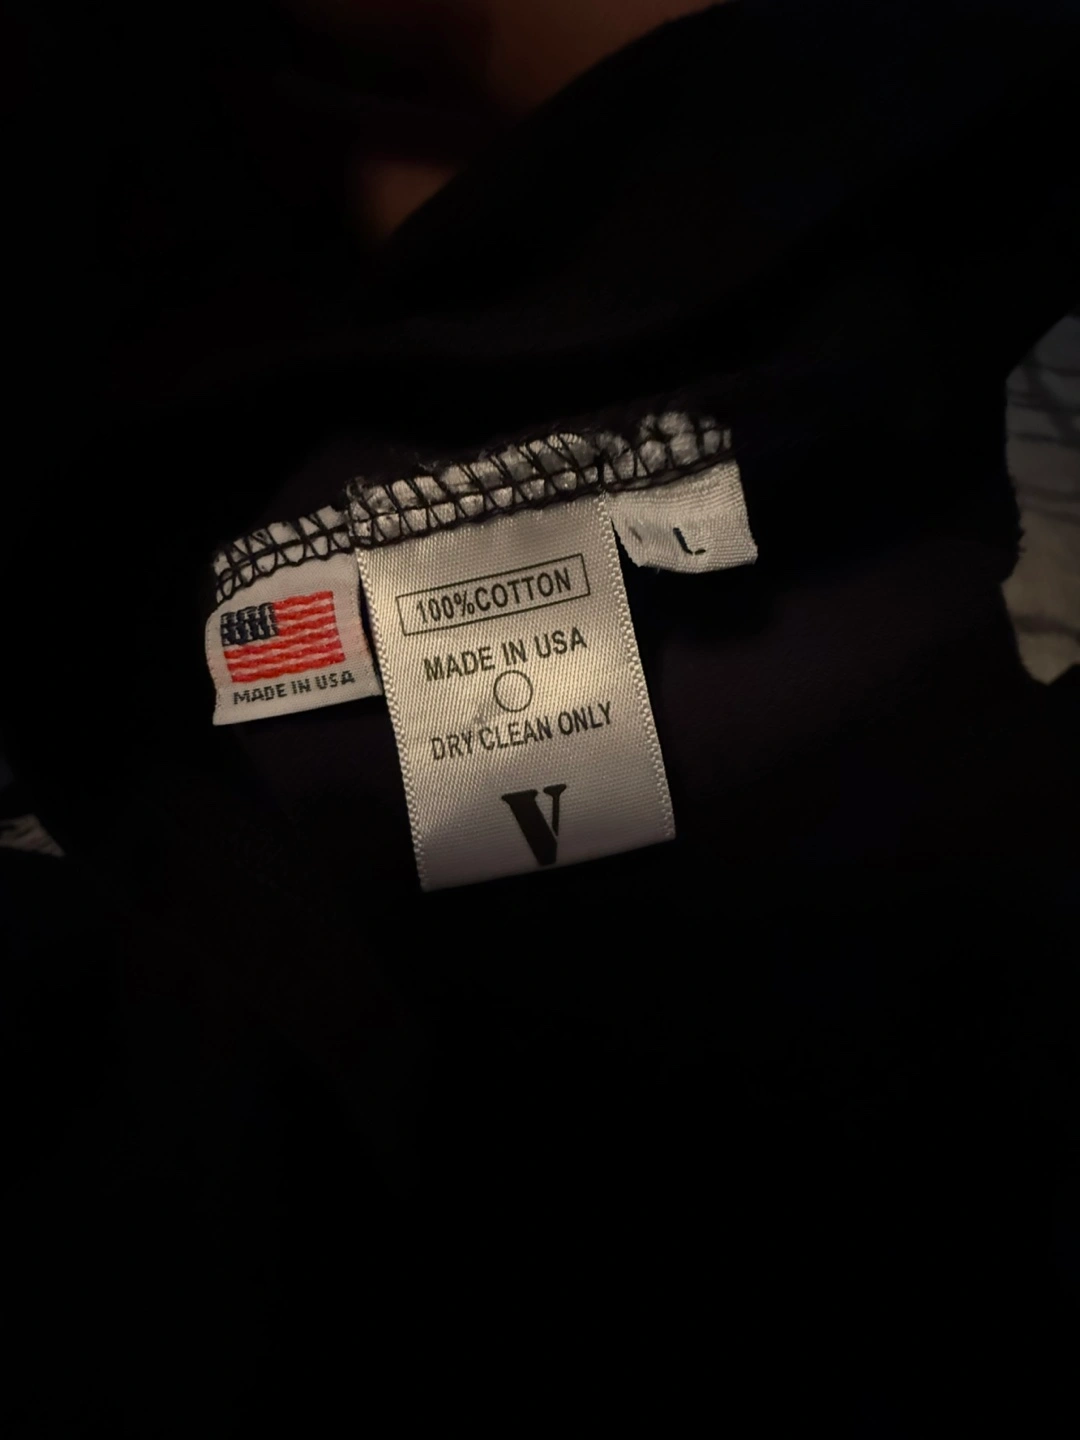 MADE IN USA
100%COTTON
MADE IN USA
DRY CLEAN ONLY
V
L